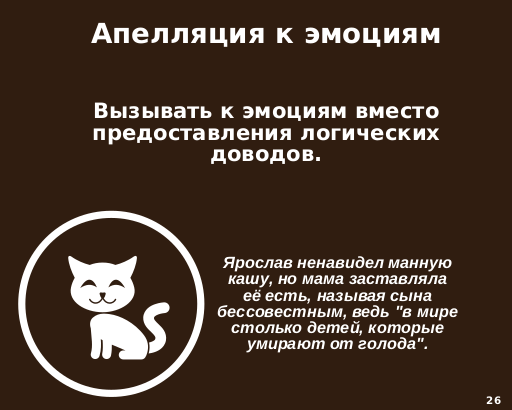 Апелляция к эмоциям
Вызывать к эмоциям вместо
предоставления логических
доводов.
Ярослав ненавидел манную
кашу, но мама заставляла
её есть, называя сына
бессовестным, ведь "в мире
столько детей, которые
умирают от голода".
26